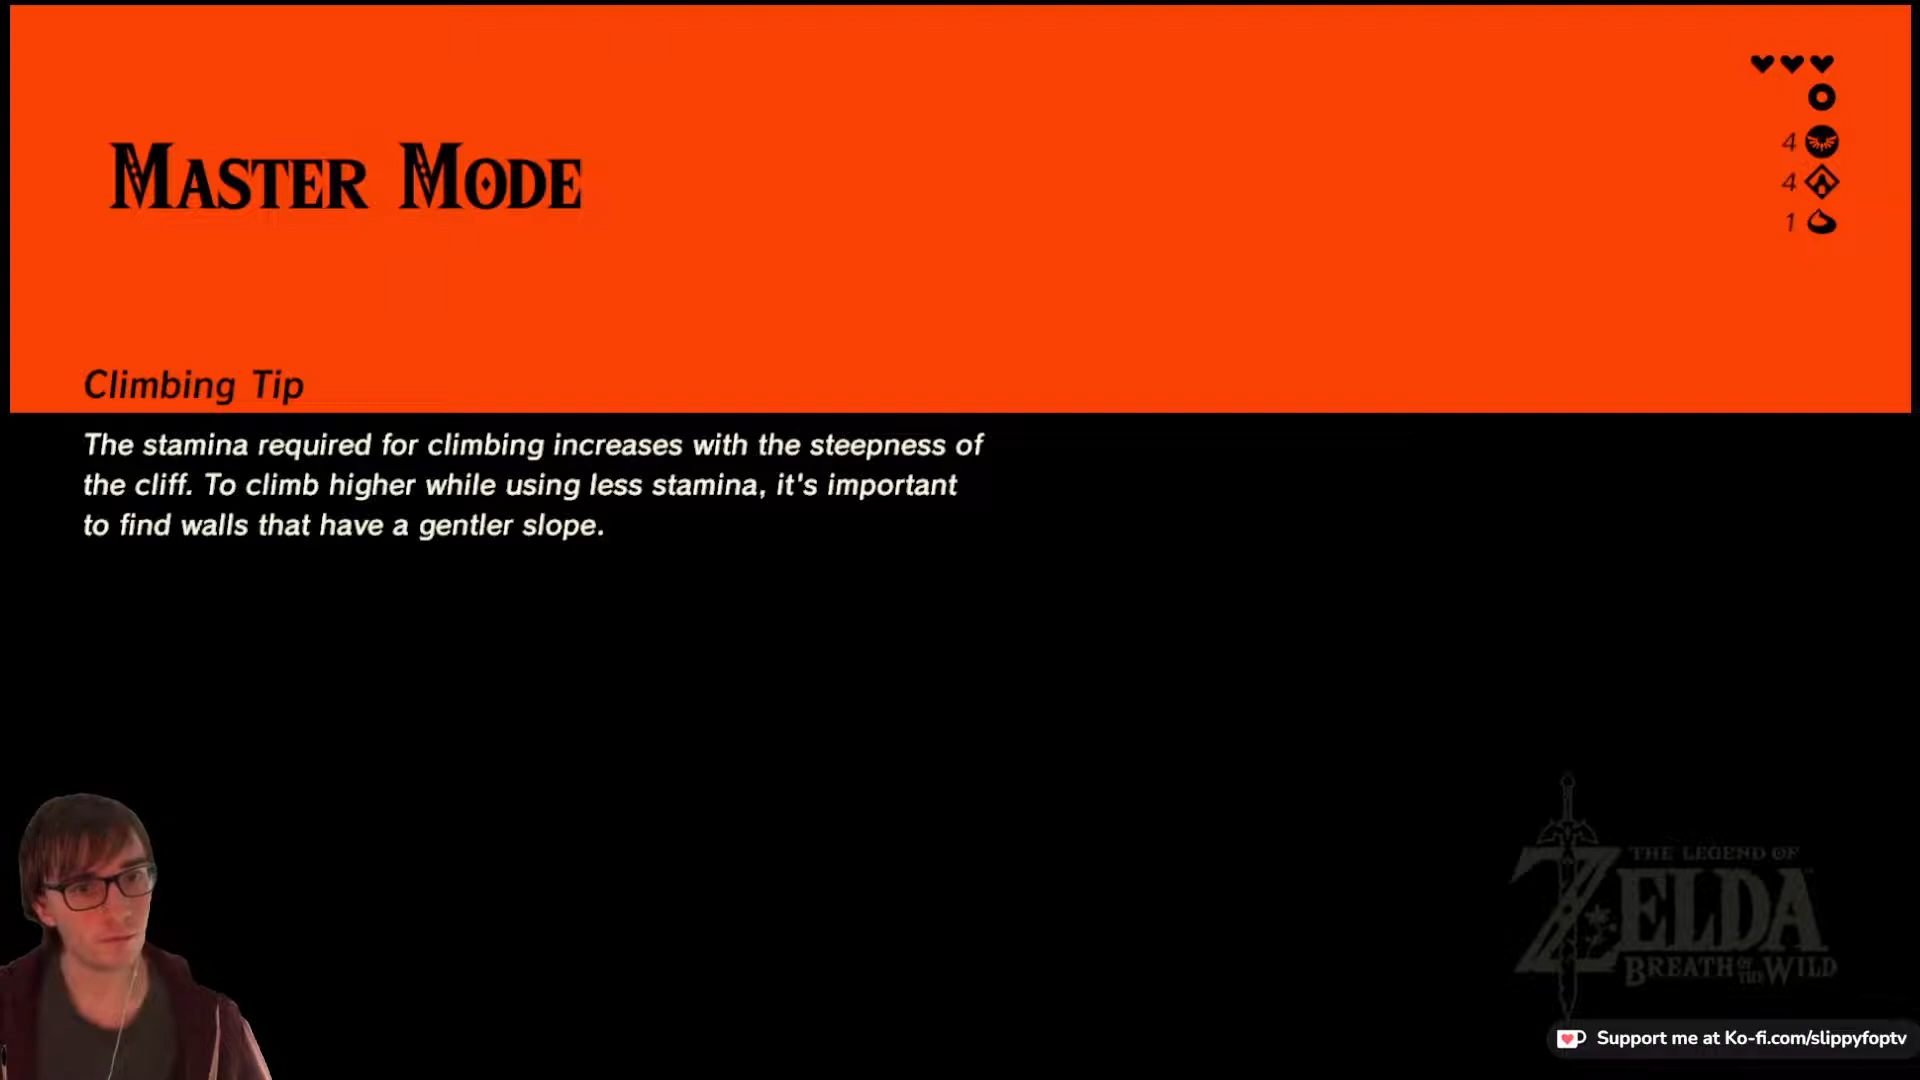 MASTER MODE
4
4
1
Climbing Tip
The stamina required for climbing increases with the steepness of
the cliff. To climb higher while using less stamina, it's important
to find walls that have a gentler slope.
THE LEGEND OF
ZELDA
BREATH OF THE WILD
Support me at Ko-fi.com/slippyfoptv